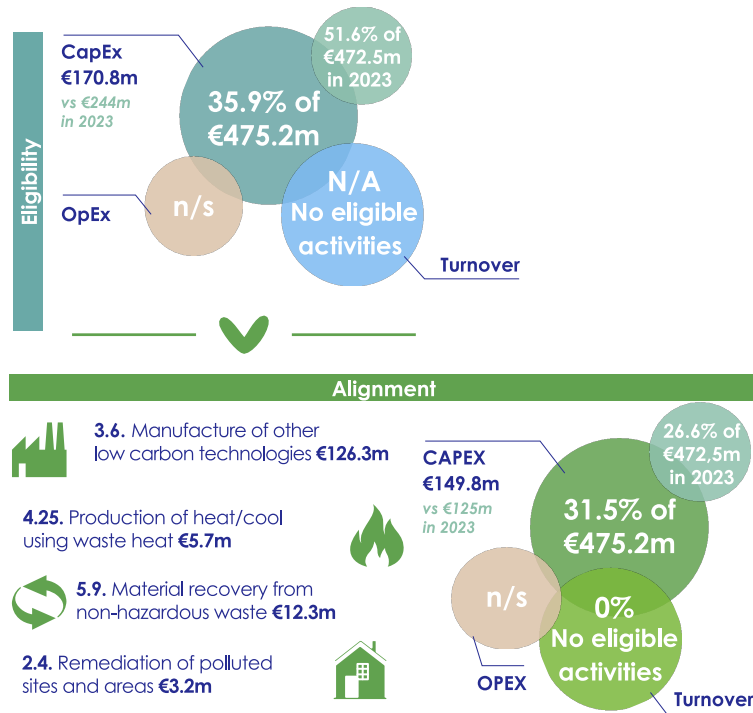 Eligibility
CapEx
€170.8m
vs €244m
in 2023
51.6% of
€472.5m
in 2023
35.9% of
€475.2m
OpEx
n/s
N/A
No eligible
activities
Turnover
Alignment
3.6. Manufacture of other
low carbon technologies €126.3m
4.25. Production of heat/cool
using waste heat €5.7m
5.9. Material recovery from
non-hazardous waste €12.3m
2.4. Remediation of polluted
sites and areas €3.2m
CAPEX
€149.8m
vs €125m
in 2023
26.6% of
€472,5m
in 2023
31.5% of
€475.2m
n/s
OPEX
0%
No eligible
activities
Turnover